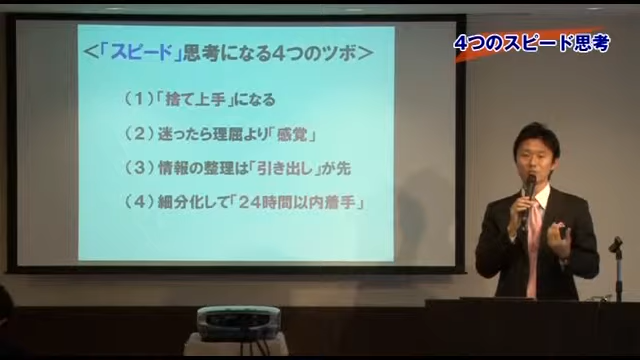 4つのスピード思考
<「スピード」思考になる4つのツボ>
(1)「捨て上手」になる
(2)迷ったら理屈より「感覚」
(3)情報の整理は「引き出し」が先
(4)細分化して「24時間以内着手」